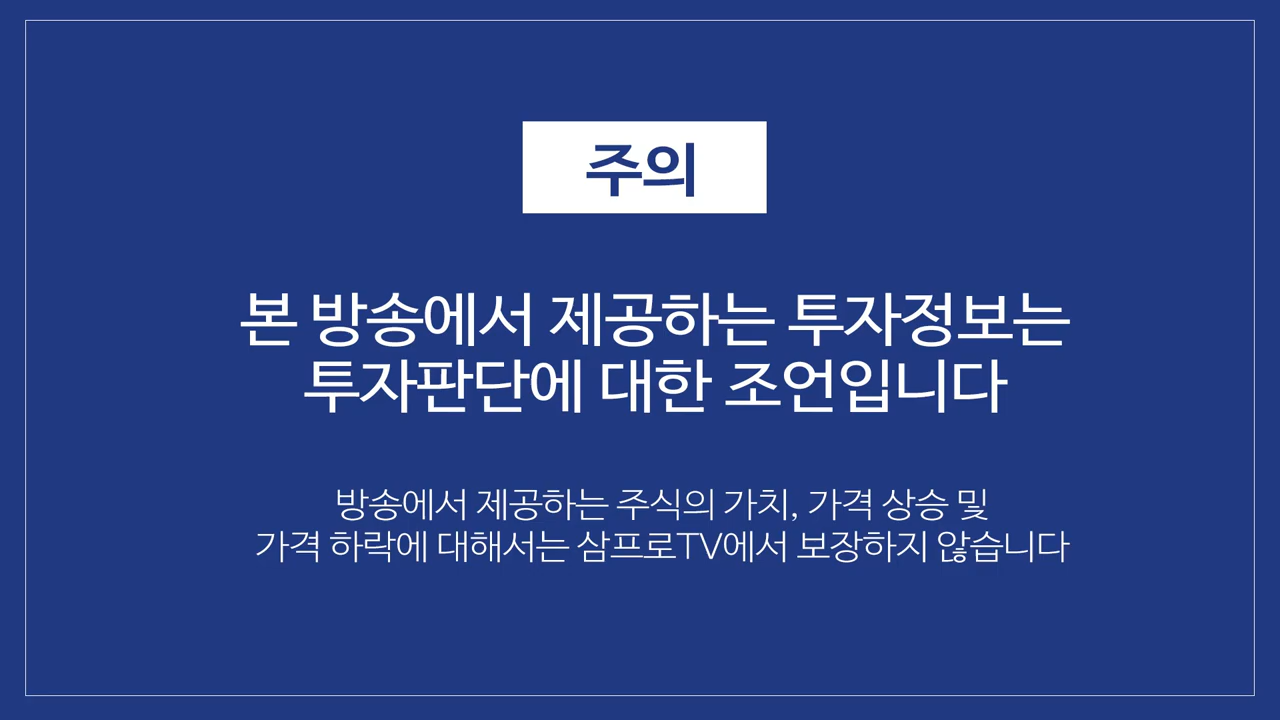 주의
본 방송에서 제공하는 투자정보는
투자판단에 대한 조언입니다
방송에서 제공하는 주식의 가치, 가격 상승 및
가격 하락에 대해서는 삼프로TV에서 보장하지 않습니다